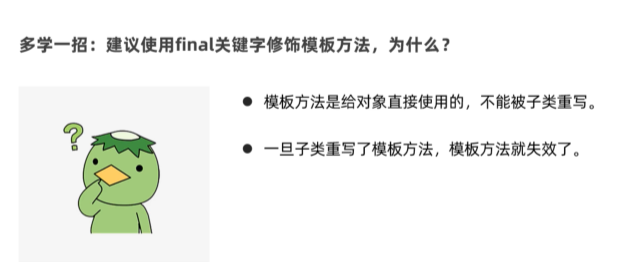 多学一招：建议使用final关键字修饰模板方法，为什么？
?
● 模板方法是给对象直接使用的，不能被子类重写。
● 一旦子类重写了模板方法，模板方法就失效了。